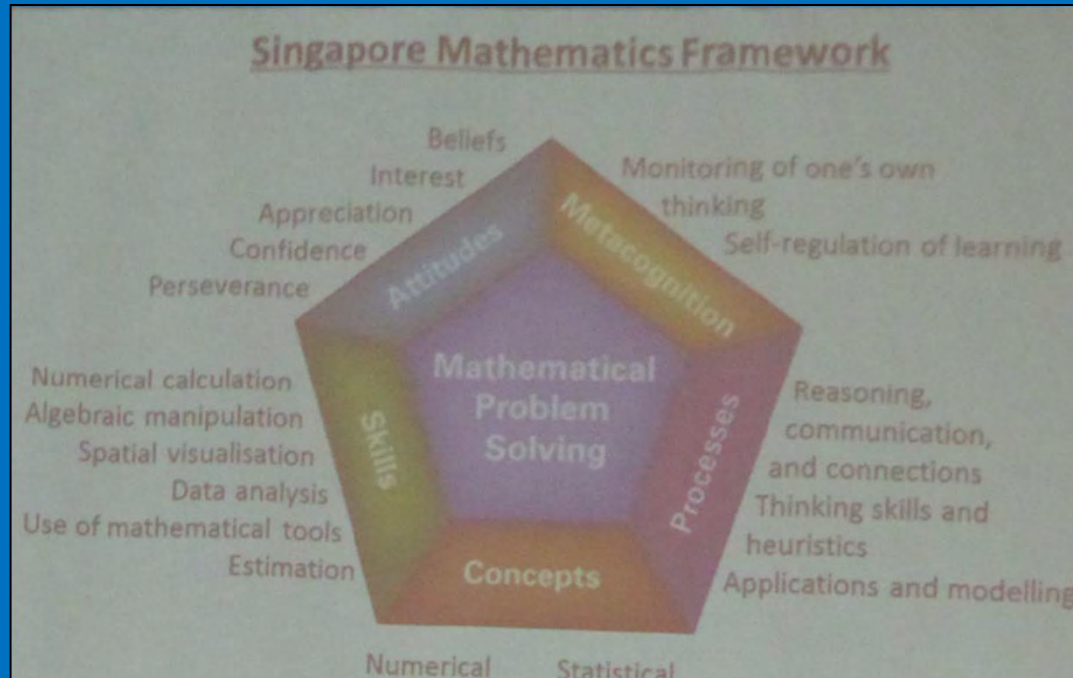 Singapore Mathematics Framework
Beliefs
Interest
Appreciation
Confidence
Perseverance
Attitudes
Monitoring of one's own
thinking
Self-regulation of learning
Metacognition
Numerical calculation
Algebraic manipulation
Spatial visualisation
Data analysis
Use of mathematical tools
Estimation
Skills
Mathematical
Problem
Solving
Processes
Reasoning,
communication,
and connections
Thinking skills and
heuristics
Applications and modelling
Concepts
Numerical
Statistical